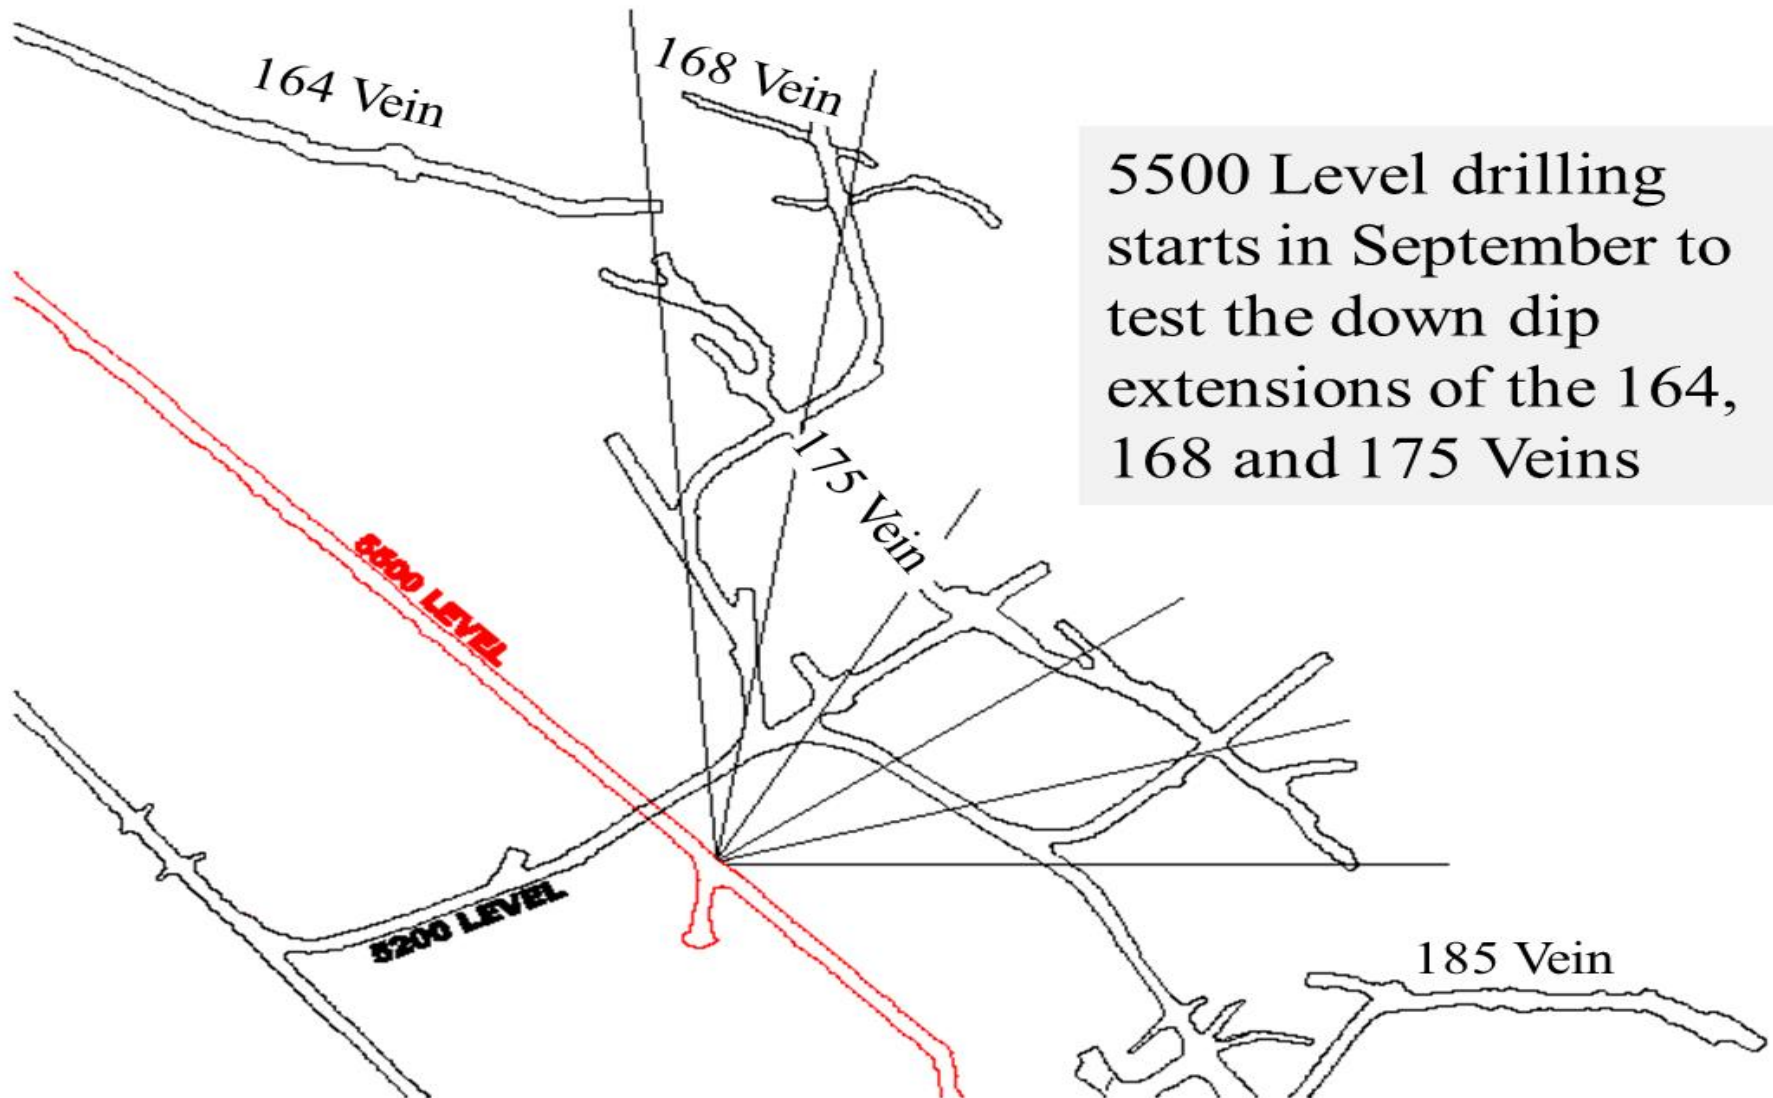 164 Vein
168 Vein
5500 Level drilling
starts in September to
test the down dip
extensions of the 164,
168 and 175 Veins
175 Vein
5500 LEVEL
5200 LEVEL
185 Vein